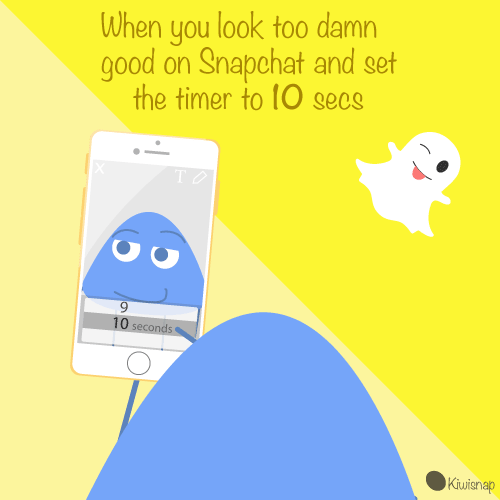 When you look too damn
good on Snapchat and set
the timer to 10 secs
X T
9
10 seconds
Kiwisnap